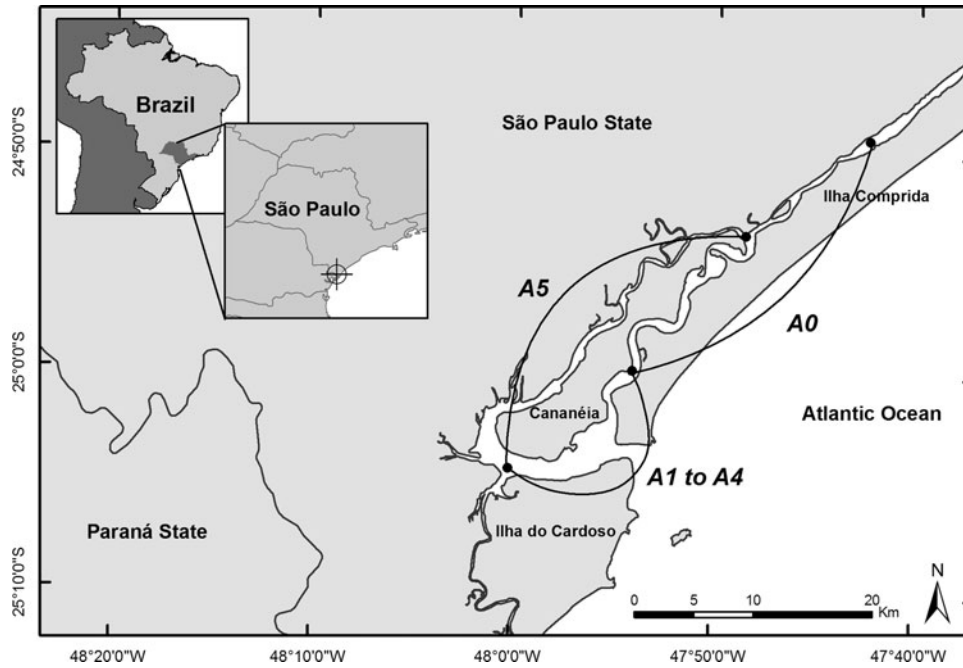 Brazil
São Paulo State
24°50'0"S
Ilha Comprida
São Paulo
A5
A0
25°0'0"S
Cananéia
Atlantic Ocean
A1 to A4
Paraná State
Ilha do Cardoso
N
25°10'0"S
0 5 10 20
Km
48°20'0"W 48°10'0"W 48°0'0"W 47°50'0"W 47°40'0"W